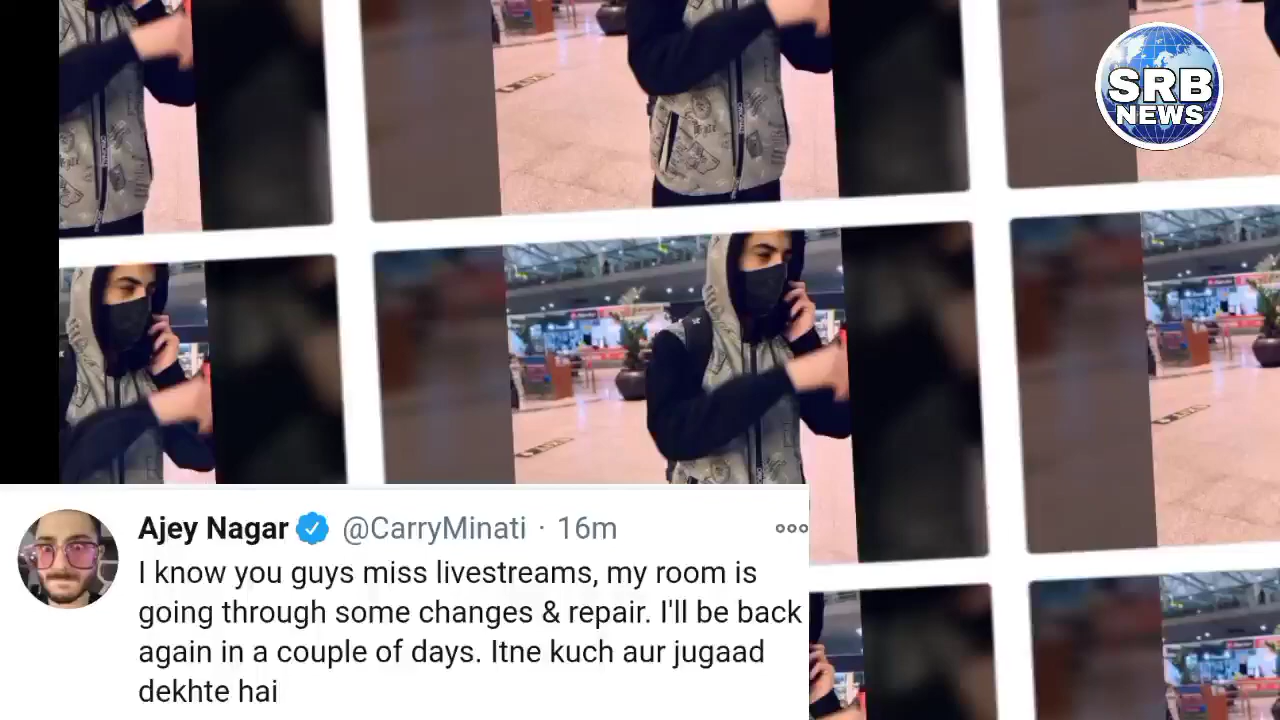 SRB
NEWS
Ajey Nagar @CarryMinati · 16m
I know you guys miss livestreams, my room is
going through some changes & repair. I'll be back
again in a couple of days. Itne kuch aur jugaad
dekhte hai